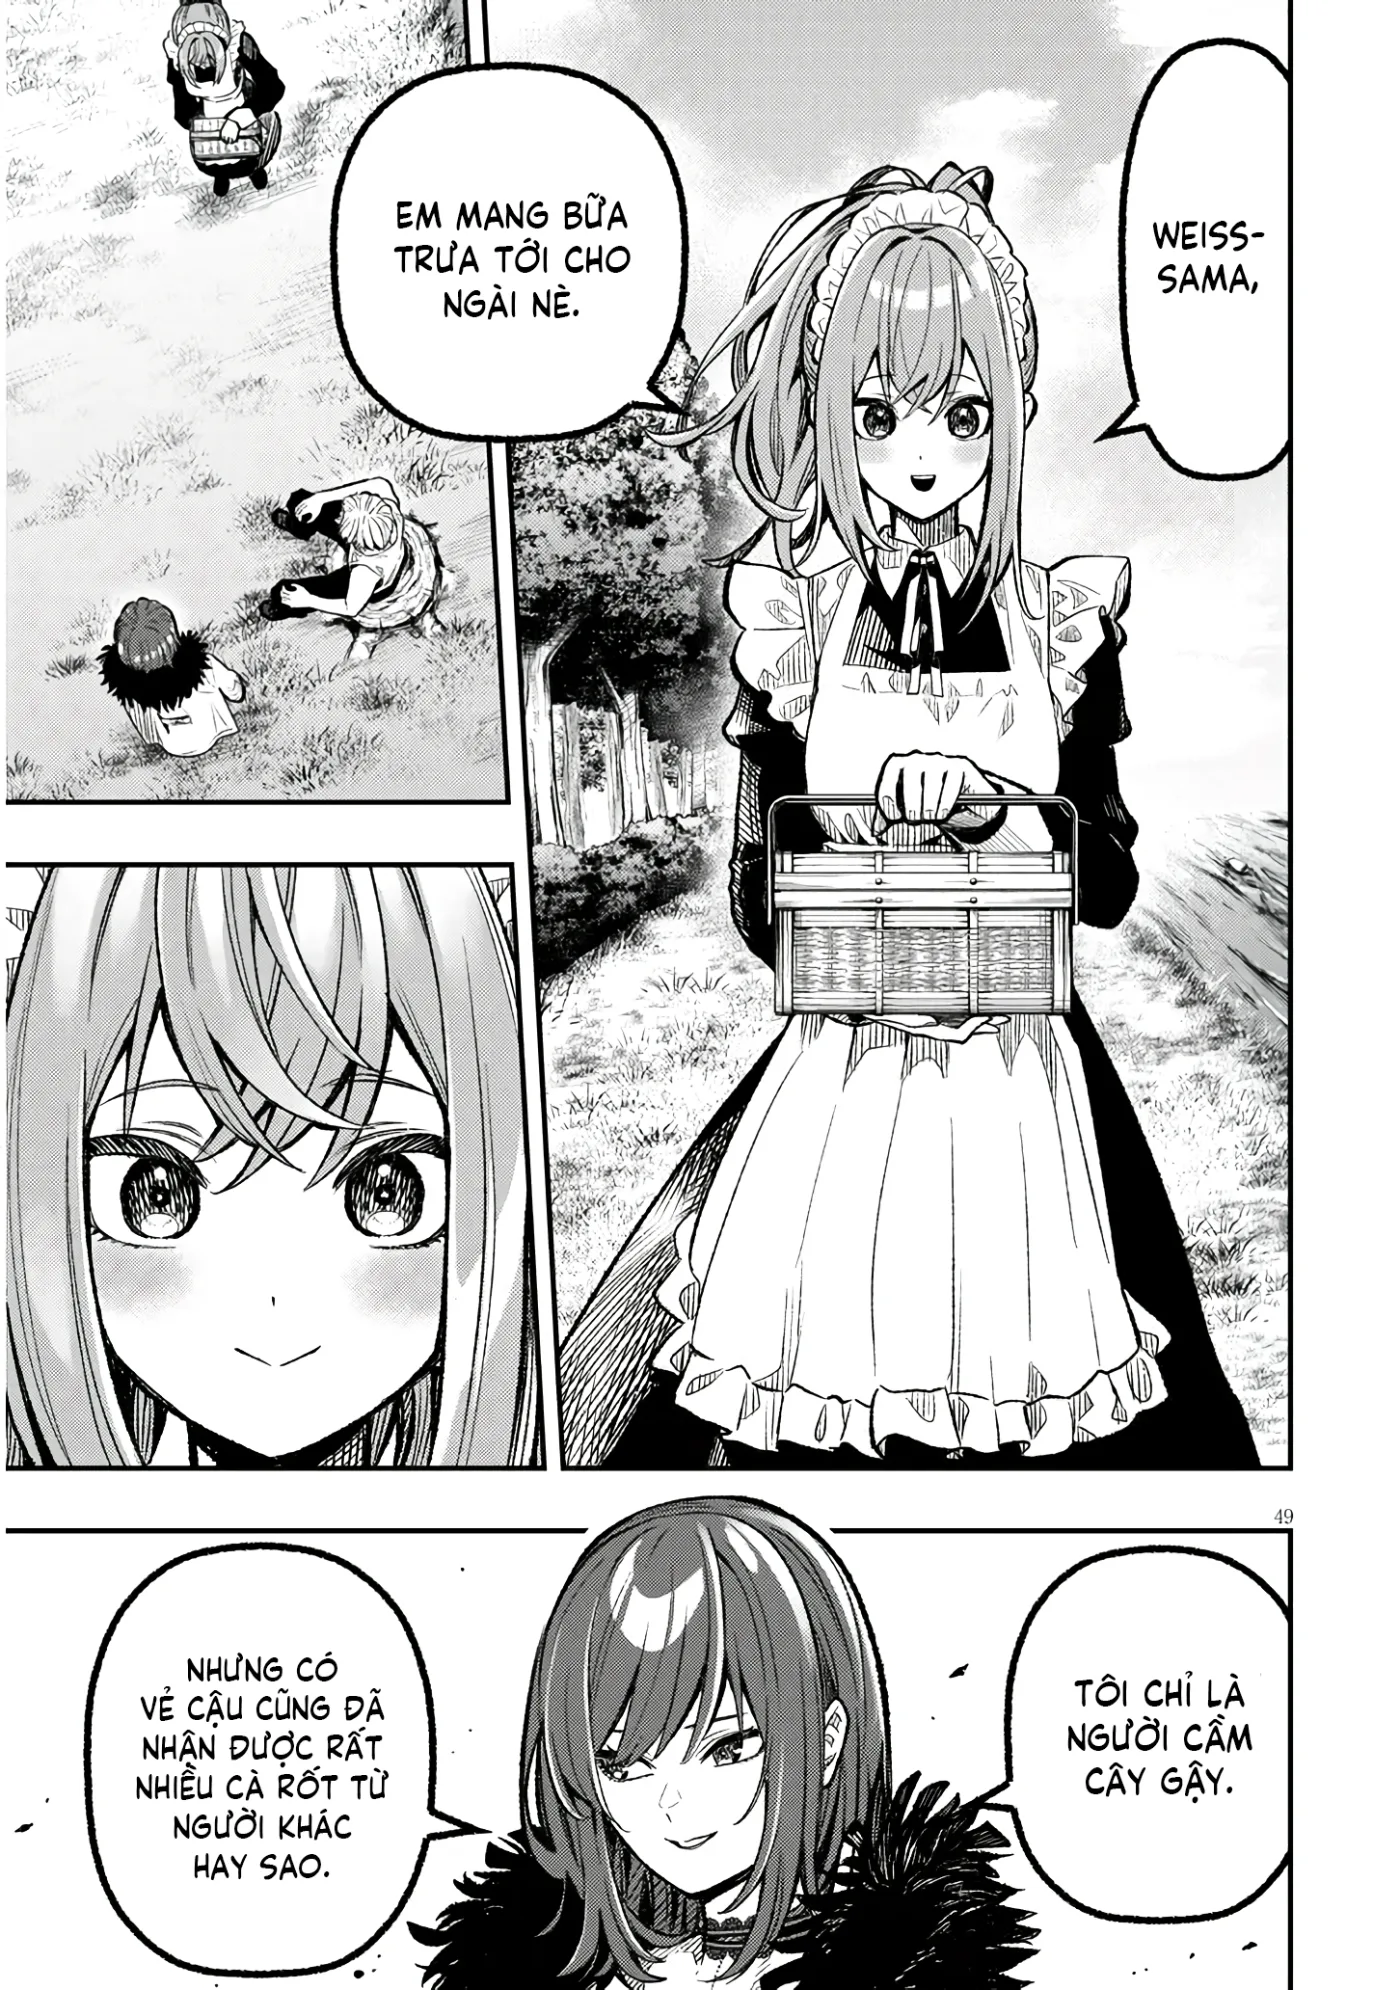 WEISS-
SAMA,
EM MANG BỮA
TRƯA TỚI CHO
NGÀI NÈ.
49
TÔI CHỈ LÀ
NGƯỜI CẦM
CÂY GẬY.
NHƯNG CÓ
VẺ CẬU CŨNG ĐÃ
NHẬN ĐƯỢC RẤT
NHIỀU CÀ RỐT TỪ
NGƯỜI KHÁC
HAY SAO.